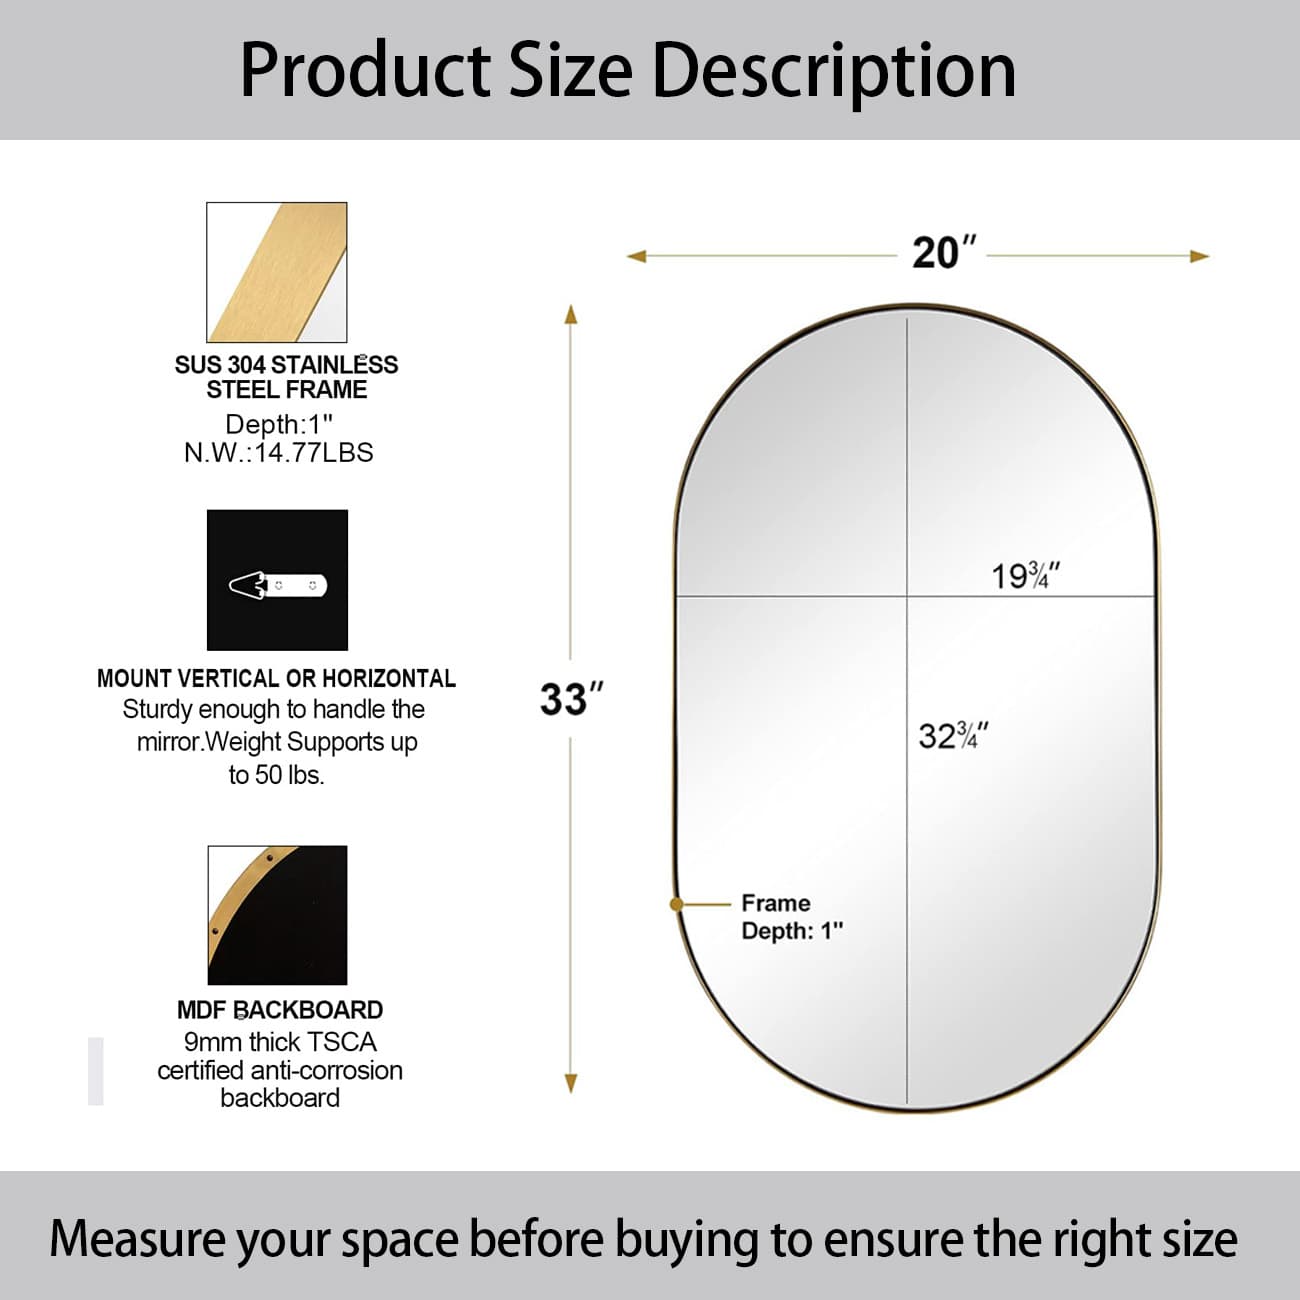 Product Size Description
SUS 304 STAINLESS
STEEL FRAME
Depth:1"
N.W.:14.77LBS
MOUNT VERTICAL OR HORIZONTAL
Sturdy enough to handle the
mirror.Weight Supports up
to 50 lbs.
MDF BACKBOARD
9mm thick TSCA
certified anti-corrosion
backboard
20″
33″
19¾″
32¾″
Frame
Depth: 1"
Measure your space before buying to ensure the right size